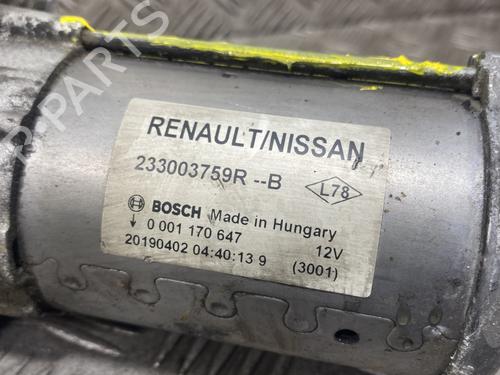 B PARTS
RENAULT/NISSAN
233003759R --B
L78
BOSCH Made in Hungary
0 001 170 647 12V
20190402 04:40:13 9 (3001)